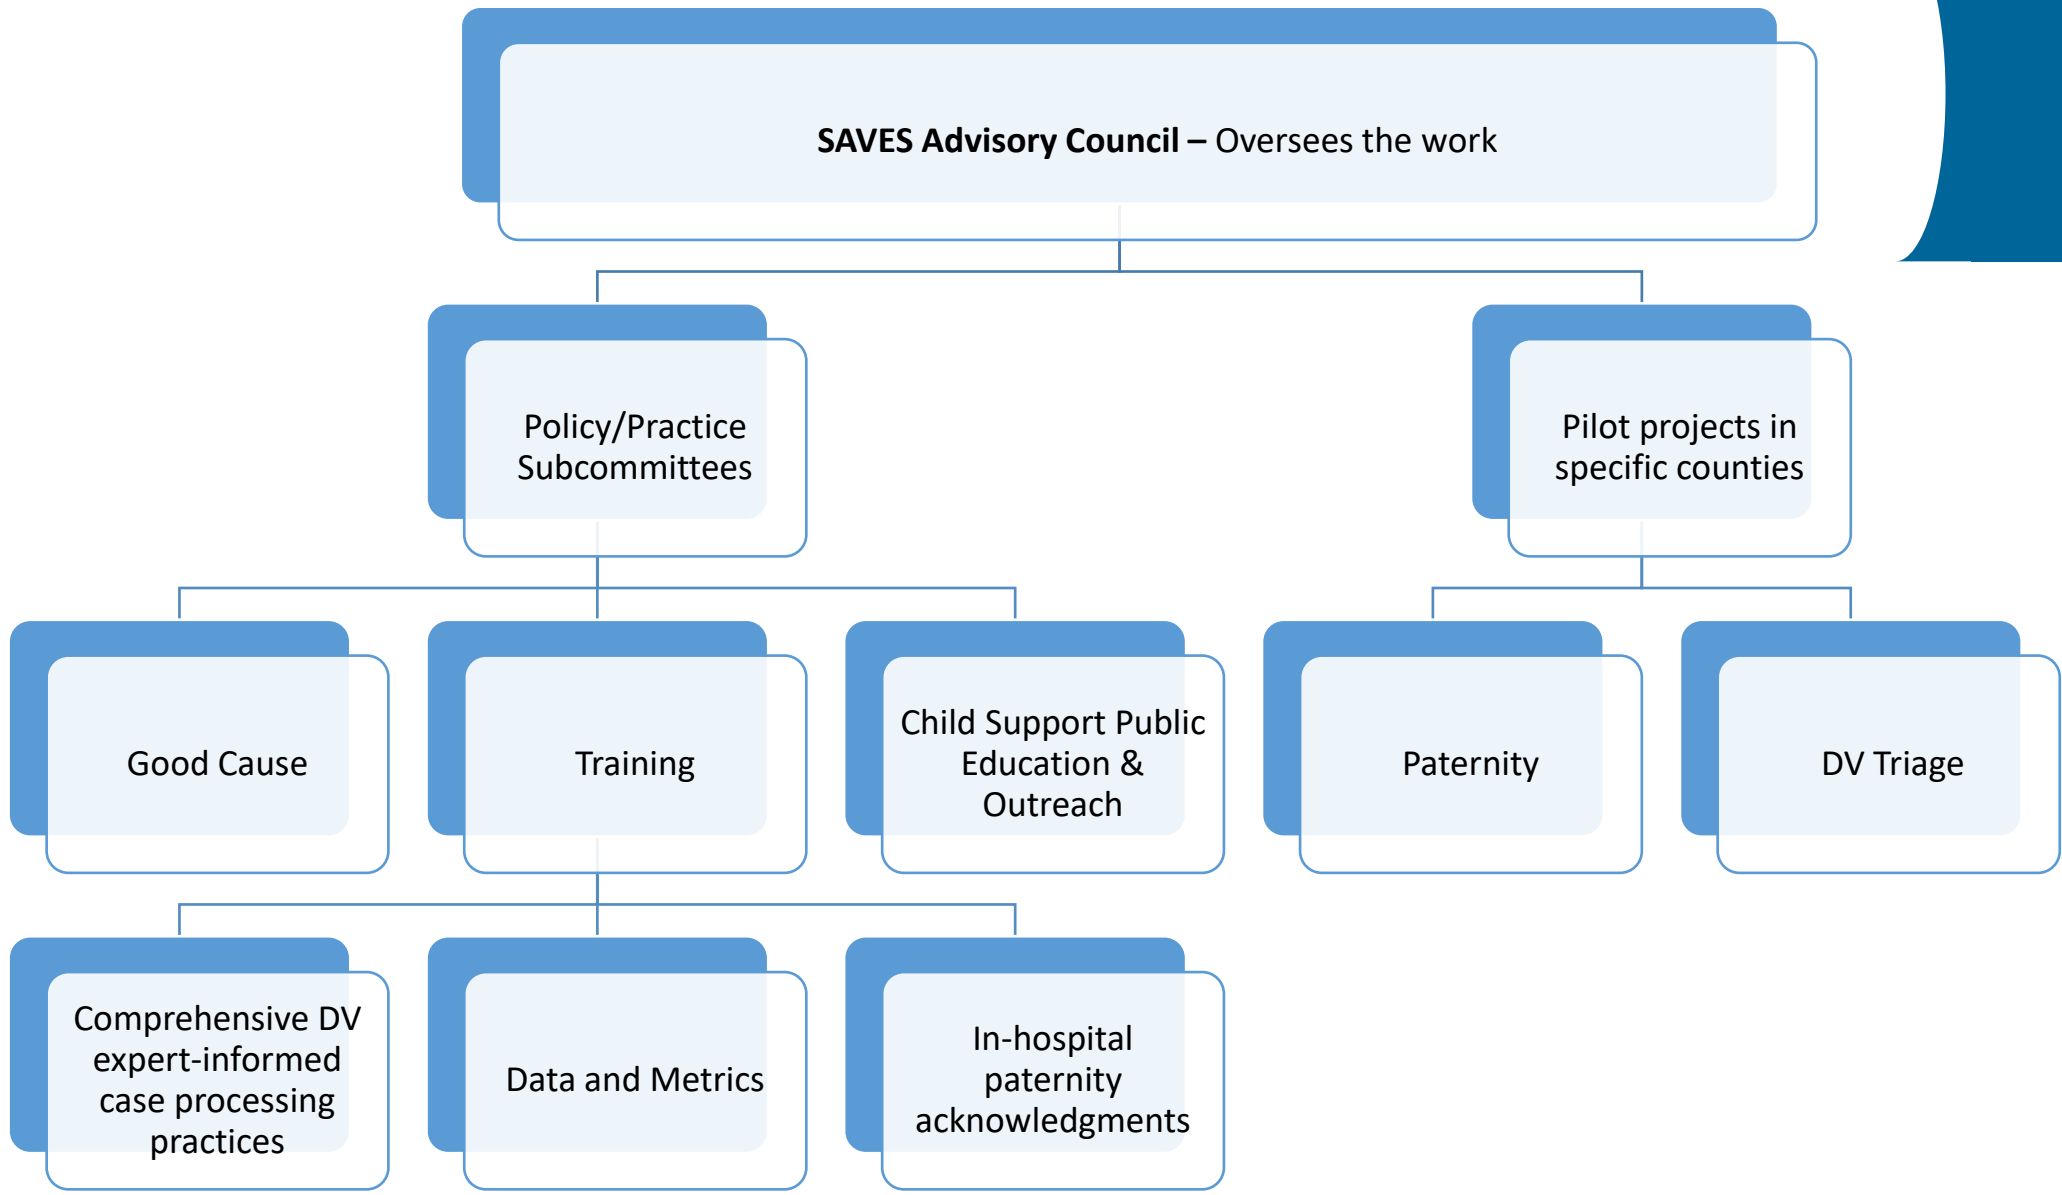 SAVES Advisory Council – Oversees the work
Policy/Practice
Subcommittees
Pilot projects in
specific counties
Good Cause
Training
Child Support Public
Education &
Outreach
Paternity
DV Triage
Comprehensive DV
expert-informed
case processing
practices
Data and Metrics
In-hospital
paternity
acknowledgments